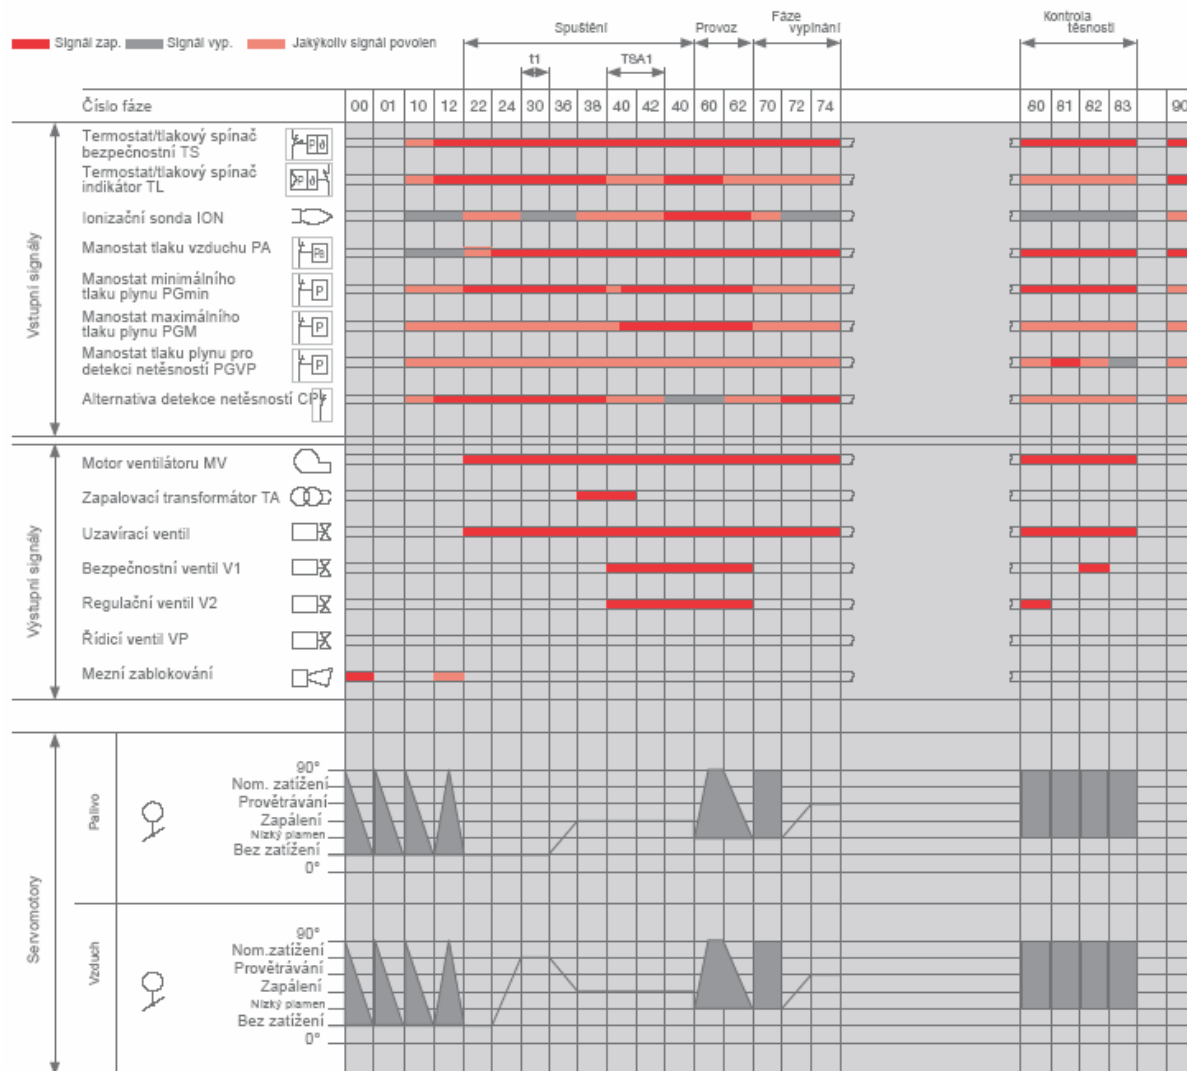 Fáze
Kontrola
Spuštění
Provoz
vypínání
těsnosti
Signál zap.
Signál vyp.
Jakýkoliv signál povolen
t1
TSA1
Číslo fáze
00 01 10 12 22 24 30 36 38 40 42 40 60 62 70 72 74 80 81 82 83 90
Vstupní signály
Termostat/tlakový spínač
bezpečnostní TS
Termostat/tlakový spínač
indikátor TL
Ionizační sonda ION
Manostat tlaku vzduchu PA
Pa
Manostat minimálního
tlaku plynu PGmin
P
Manostat maximálního
tlaku plynu PGM
P
Manostat tlaku plynu pro
detekci netěsností PGVP
P
Alternativa detekce netěsností CPI
Výstupní signály
Motor ventilátoru MV
Zapalovací transformátor TA
Uzavírací ventil
Bezpečnostní ventil V1
Regulační ventil V2
Řídicí ventil VP
Mezní zablokování
Servomotory
Palivo
90°
Nom. zatížení
Provětrávání
Zapálení
Nízký plamen
Bez zatížení
0°
Vzduch
90°
Nom.zatížení
Provětrávání
Zapálení
Nízký plamen
Bez zatížení
0°